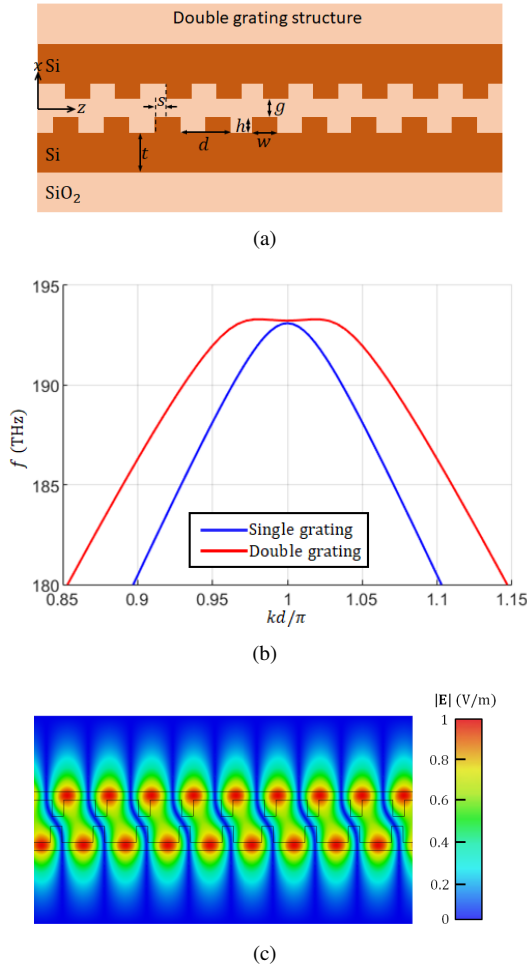 Double grating structure
x
Si
z
s
g
h
d
w
Si
t
SiO₂
(a)
195
190
185
180
f (THz)
Single grating
Double grating
0.85
0.9
0.95
1
1.05
1.1
1.15
kd/π
(b)
|E| (V/m)
1
0.8
0.6
0.4
0.2
0
(c)